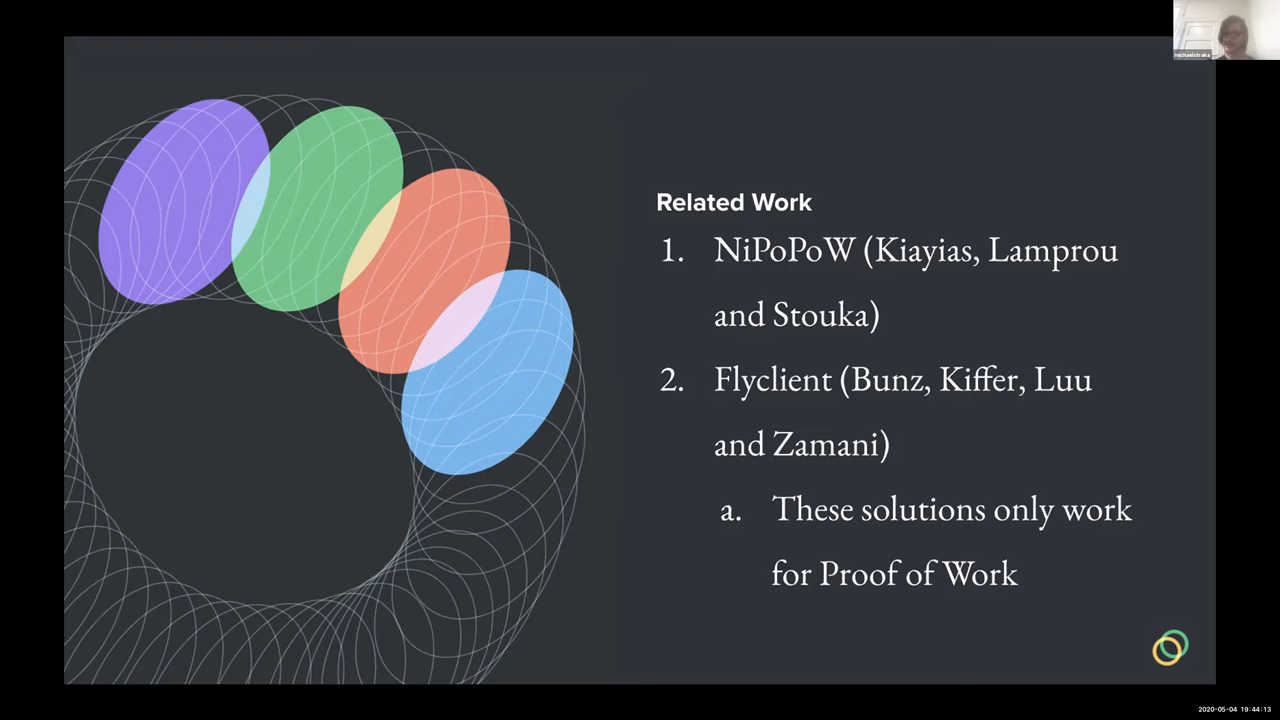 michaelstraka
Related Work
1. NiPoPoW (Kiayias, Lamprou
and Stouka)
2. Flyclient (Bunz, Kiffer, Luu
and Zamani)
a. These solutions only work
for Proof of Work
2020-05-04 19:44:13